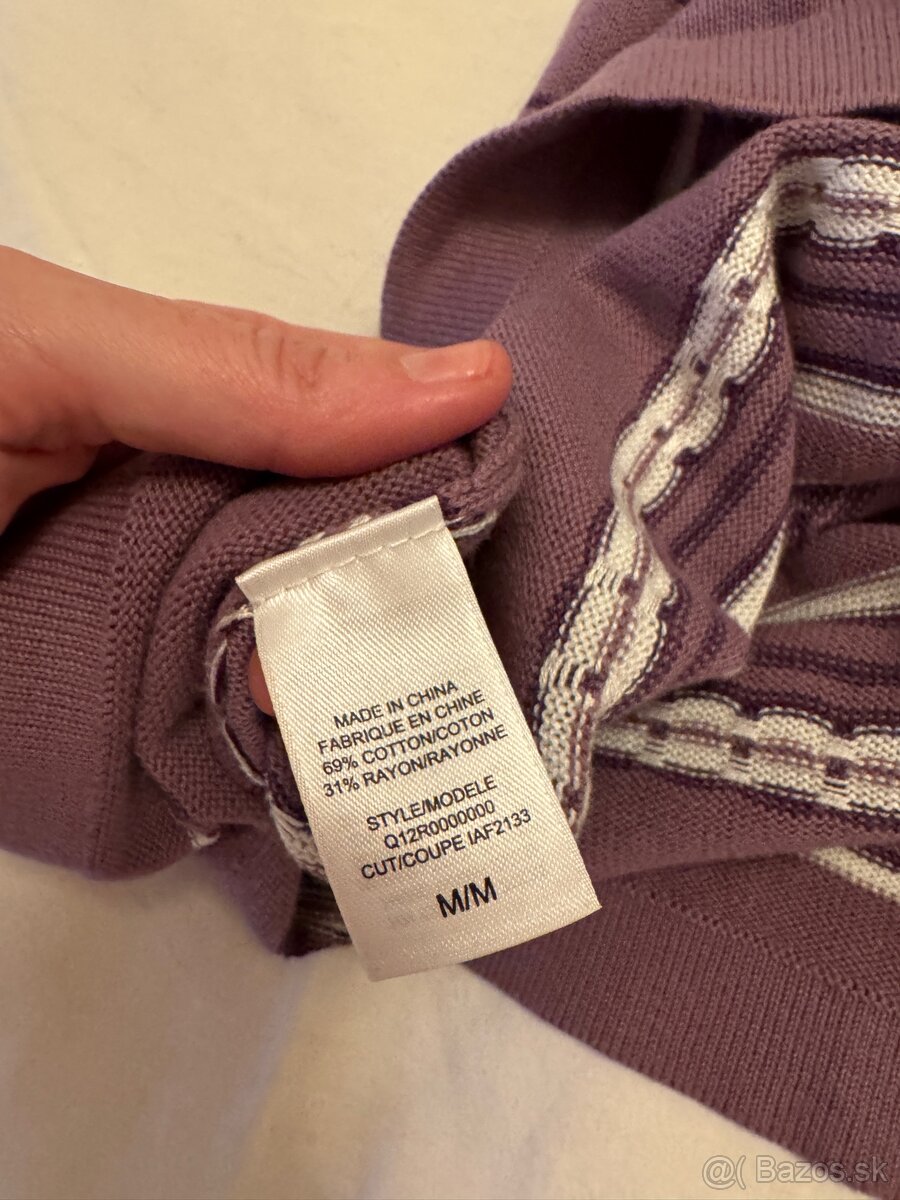 MADE IN CHINA
FABRIQUE EN CHINE
69% COTTON/COTON
31% RAYON/RAYONNE
STYLE/MODELE
Q12R0000000
CUT/COUPE IAF2133
M/M
@( Bazos.sk